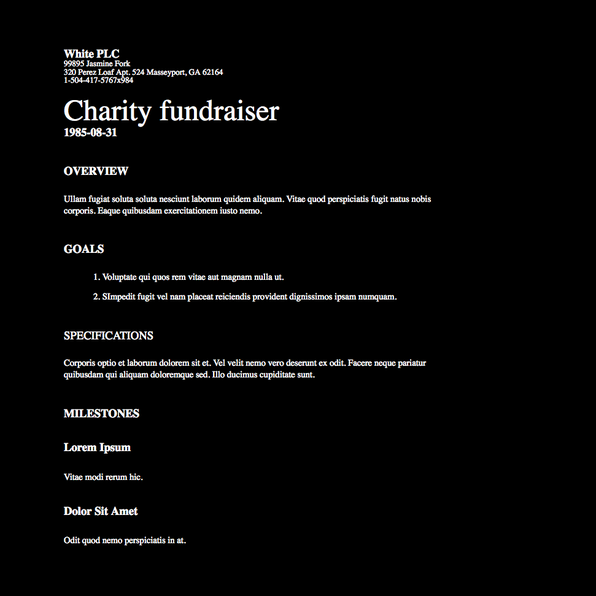 White PLC
99895 Jasmine Fork
320 Perez Loaf Apt. 524 Masseyport, GA 62164
1-504-417-5767x984
Charity fundraiser
1985-08-31
OVERVIEW
Ullam fugiat soluta soluta nesciunt laborum quidem aliquam. Vitae quod perspiciatis fugit natus nobis
corporis. Eaque quibusdam exercitationem iusto nemo.
GOALS
1. Voluptate qui quos rem vitae aut magnam nulla ut.
2. SImpedit fugit vel nam placeat reiciendis provident dignissimos ipsam numquam.
SPECIFICATIONS
Corporis optio et laborum dolorem sit et. Vel velit nemo vero deserunt ex odit. Facere neque pariatur
quibusdam qui aliquam doloremque sed. Illo ducimus cupiditate sunt.
MILESTONES
Lorem Ipsum
Vitae modi rerum hic.
Dolor Sit Amet
Odit quod nemo perspiciatis in at.